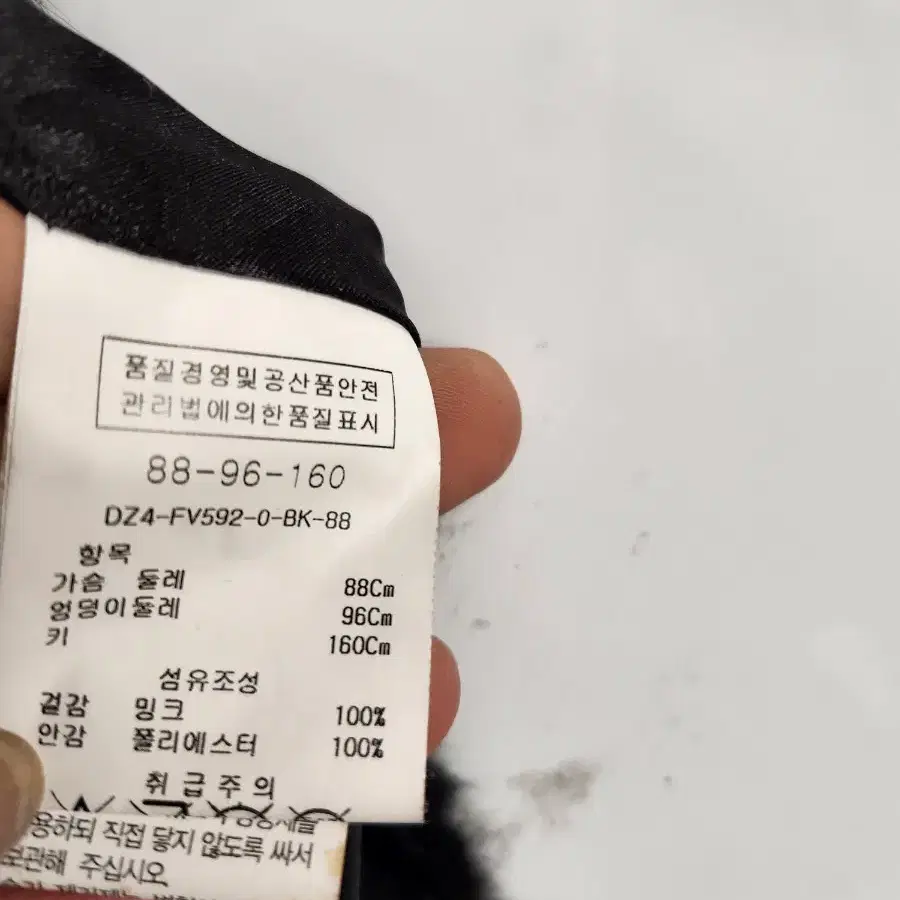 품질경영및공산품안전
관리법에의한품질표시
88-96-160
DZ4-FV592-0-BK-88
항목
가슴 둘레 88Cm
엉덩이둘레 96Cm
키 160Cm
섬유조성
겉감 밍크 100%
안감 폴리에스터 100%
취급주의
직접 닿지 않도록 싸서
주십시오